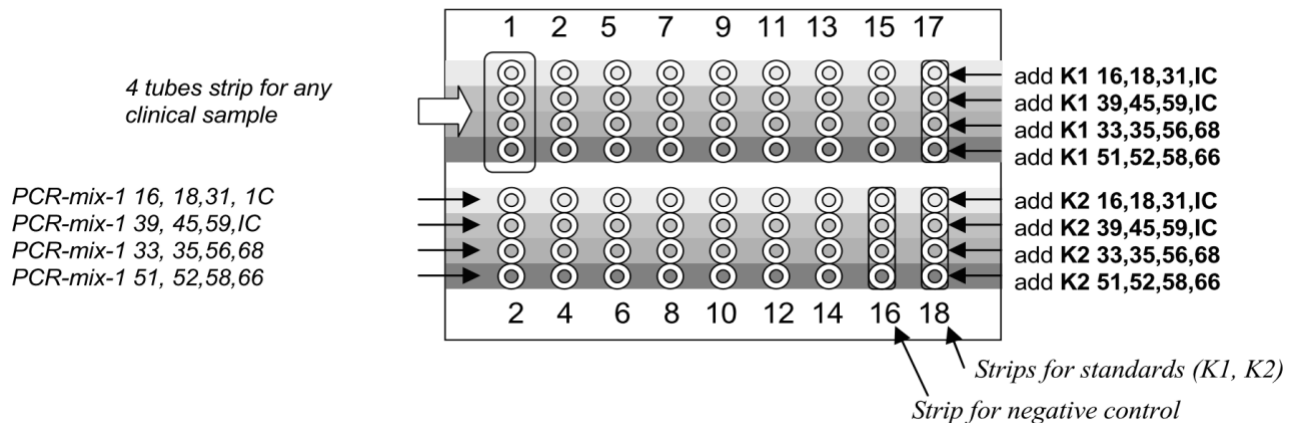 1 2 5 7 9 11 13 15 17
4 tubes strip for any
clinical sample
add K1 16,18,31,IC
add K1 39,45,59,IC
add K1 33,35,56,68
add K1 51,52,58,66
PCR-mix-1 16, 18,31, 1C
PCR-mix-1 39, 45,59,IC
PCR-mix-1 33, 35,56,68
PCR-mix-1 51, 52,58,66
add K2 16,18,31,IC
add K2 39,45,59,IC
add K2 33,35,56,68
add K2 51,52,58,66
2 4 6 8 10 12 14 16 18
Strips for standards (K1, K2)
Strip for negative control